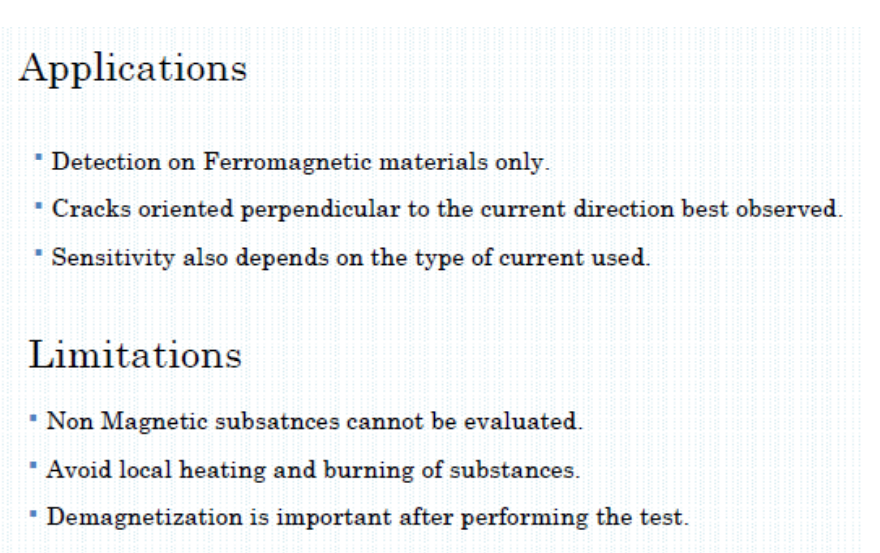 Applications
▪ Detection on Ferromagnetic materials only.
▪ Cracks oriented perpendicular to the current direction best observed.
▪ Sensitivity also depends on the type of current used.
Limitations
▪ Non Magnetic subsatnces cannot be evaluated.
▪ Avoid local heating and burning of substances.
▪ Demagnetization is important after performing the test.